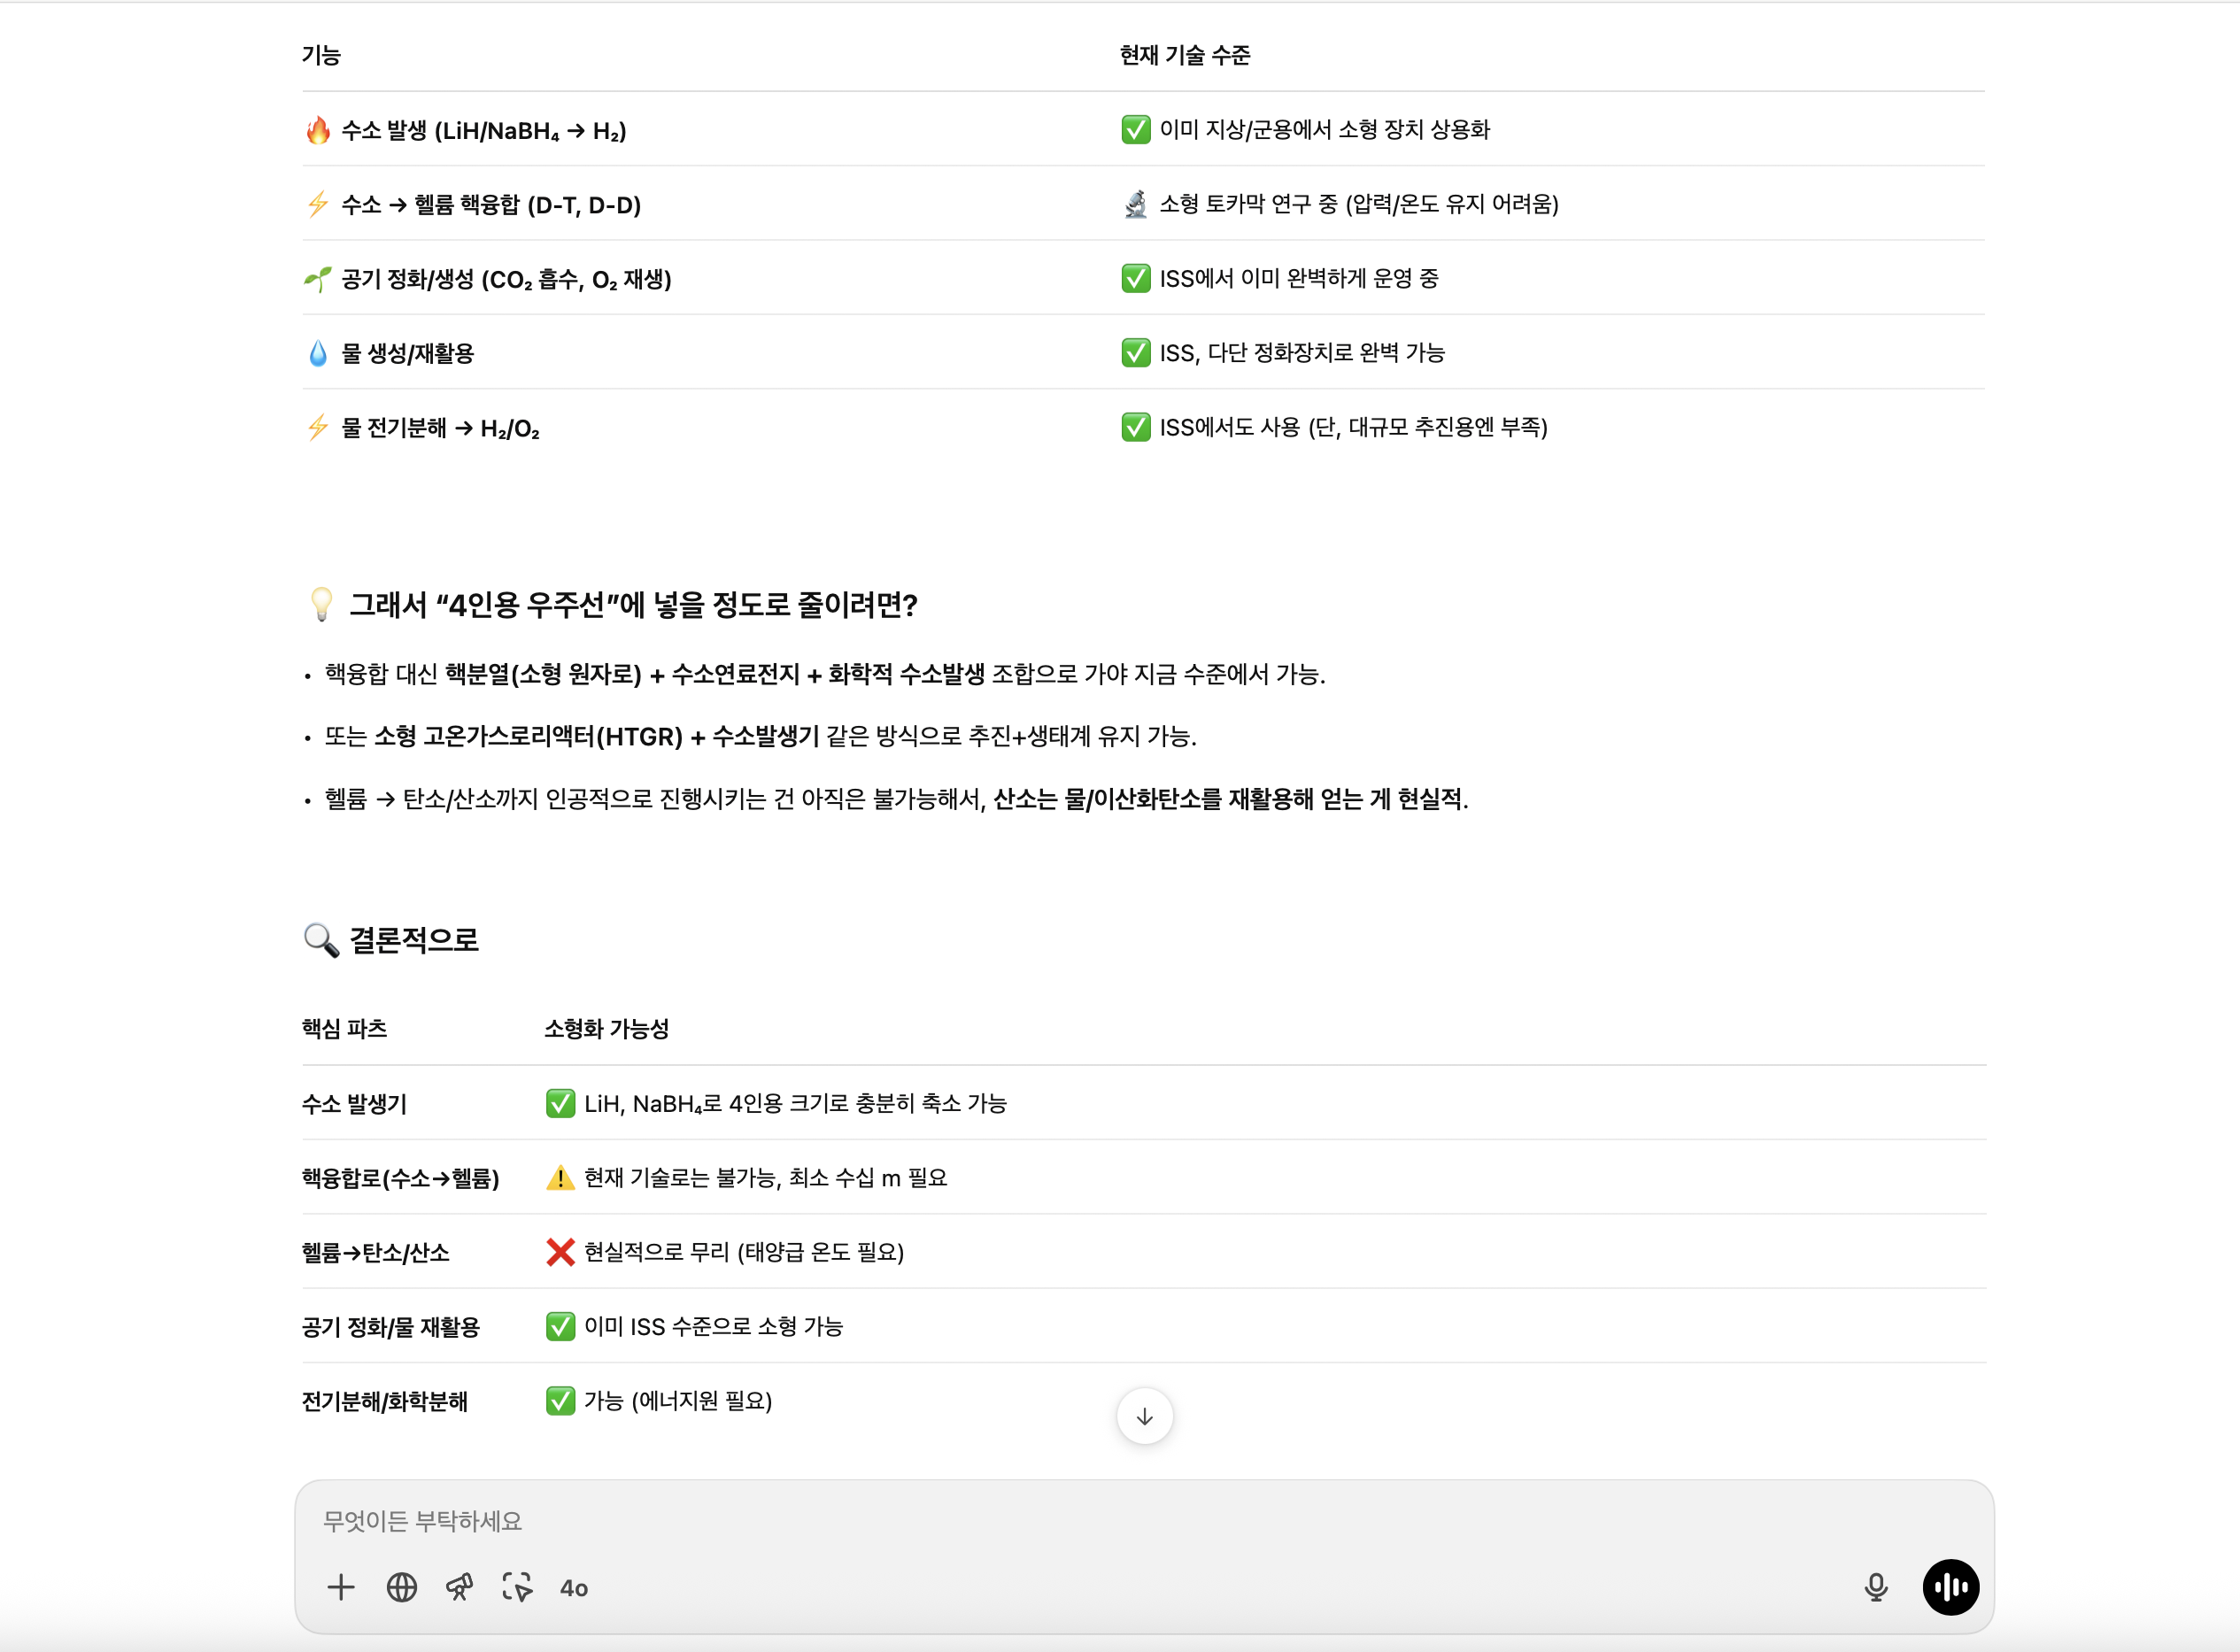 기능 현재 기술 수준
🔥 수소 발생 (LiH/NaBH₄ → H₂) ✅ 이미 지상/군용에서 소형 장치 상용화
⚡ 수소 → 헬륨 핵융합 (D-T, D-D) 🔬 소형 토카막 연구 중 (압력/온도 유지 어려움)
🌱 공기 정화/생성 (CO₂ 흡수, O₂ 재생) ✅ ISS에서 이미 완벽하게 운영 중
💧 물 생성/재활용 ✅ ISS, 다단 정화장치로 완벽 가능
⚡ 물 전기분해 → H₂/O₂ ✅ ISS에서도 사용 (단, 대규모 추진용엔 부족)
💡 그래서 “4인용 우주선”에 넣을 정도로 줄이려면?
• 핵융합 대신 핵분열(소형 원자로) + 수소연료전지 + 화학적 수소발생 조합으로 가야 지금 수준에서 가능.
• 또는 소형 고온가스로리액터(HTGR) + 수소발생기 같은 방식으로 추진+생태계 유지 가능.
• 헬륨 → 탄소/산소까지 인공적으로 진행시키는 건 아직은 불가능해서, 산소는 물/이산화탄소를 재활용해 얻는 게 현실적.
🔍 결론적으로
핵심 파츠 소형화 가능성
수소 발생기 ✅ LiH, NaBH₄로 4인용 크기로 충분히 축소 가능
핵융합로(수소→헬륨) ⚠️ 현재 기술로는 불가능, 최소 수십 m 필요
헬륨→탄소/산소 ❌ 현실적으로 무리 (태양급 온도 필요)
공기 정화/물 재활용 ✅ 이미 ISS 수준으로 소형 가능
전기분해/화학분해 ✅ 가능 (에너지원 필요)
무엇이든 부탁하세요
4o